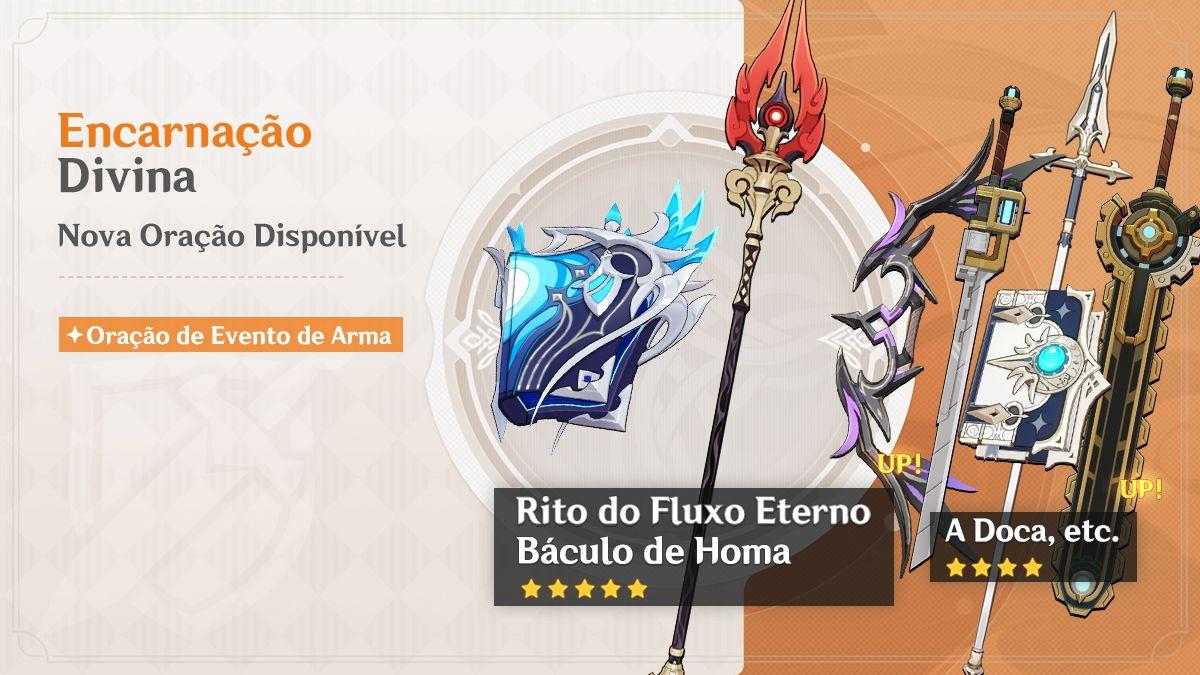 Encarnação
Divina
Nova Oração Disponível
Oração de Evento de Arma
UP!
UP!
Rito do Fluxo Eterno
Báculo de Homa
A Doca, etc.